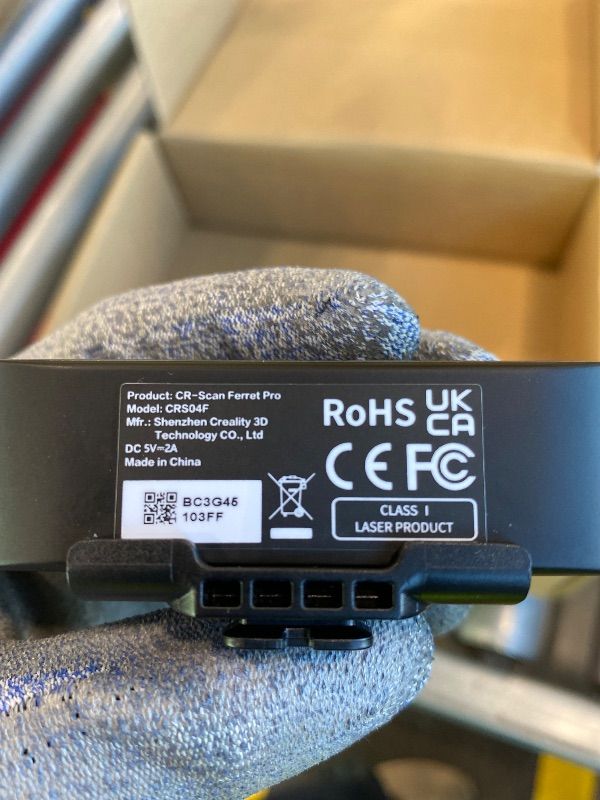 Product: CR-Scan Ferret Pro
Model: CRS04F
Mfr.: Shenzhen Creality 3D
Technology CO., Ltd
DC 5V⎓2A
Made in China
BC3G45
103FF
RoHS UK
CA
CE FC
CLASS I
LASER PRODUCT